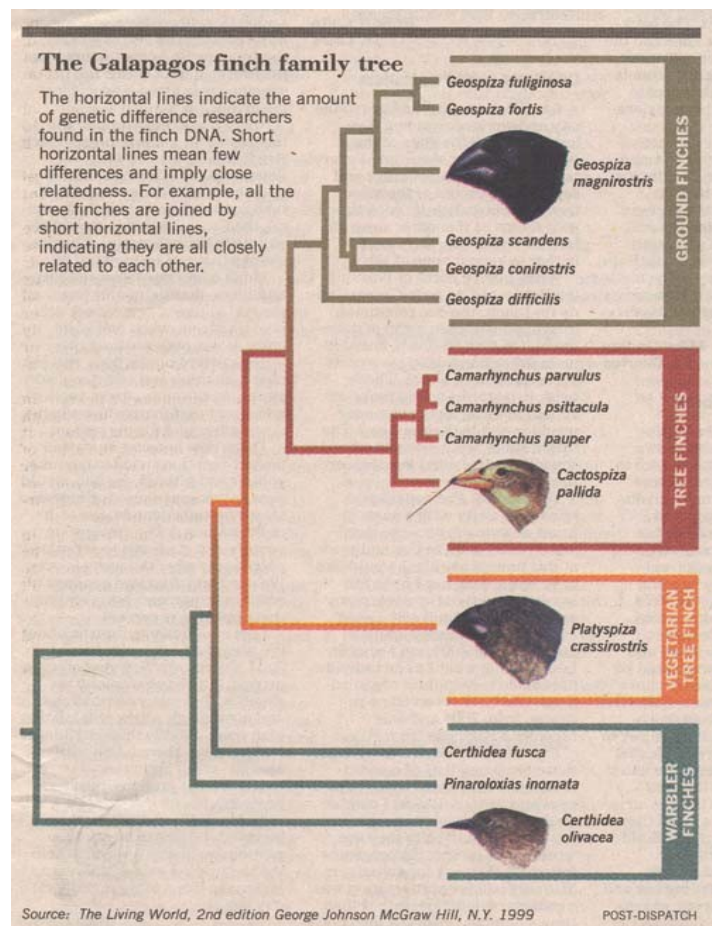 The Galapagos finch family tree
The horizontal lines indicate the amount
of genetic difference researchers
found in the finch DNA. Short
horizontal lines mean few
differences and imply close
relatedness. For example, all the
tree finches are joined by
short horizontal lines,
indicating they are all closely
related to each other.
Geospiza fuliginosa
Geospiza fortis
Geospiza
magnirostris
Geospiza scandens
Geospiza conirostris
Geospiza difficilis
GROUND FINCHES
Camarhynchus parvulus
Camarhynchus psittacula
Camarhynchus pauper
Cactospiza
pallida
TREE FINCHES
Platyspiza
crassirostris
VEGETARIAN
TREE FINCH
Certhidea fusca
Pinaroloxias inornata
Certhidea
olivacea
WARBLER
FINCHES
Source: The Living World, 2nd edition George Johnson McGraw Hill, N.Y. 1999
POST-DISPATCH